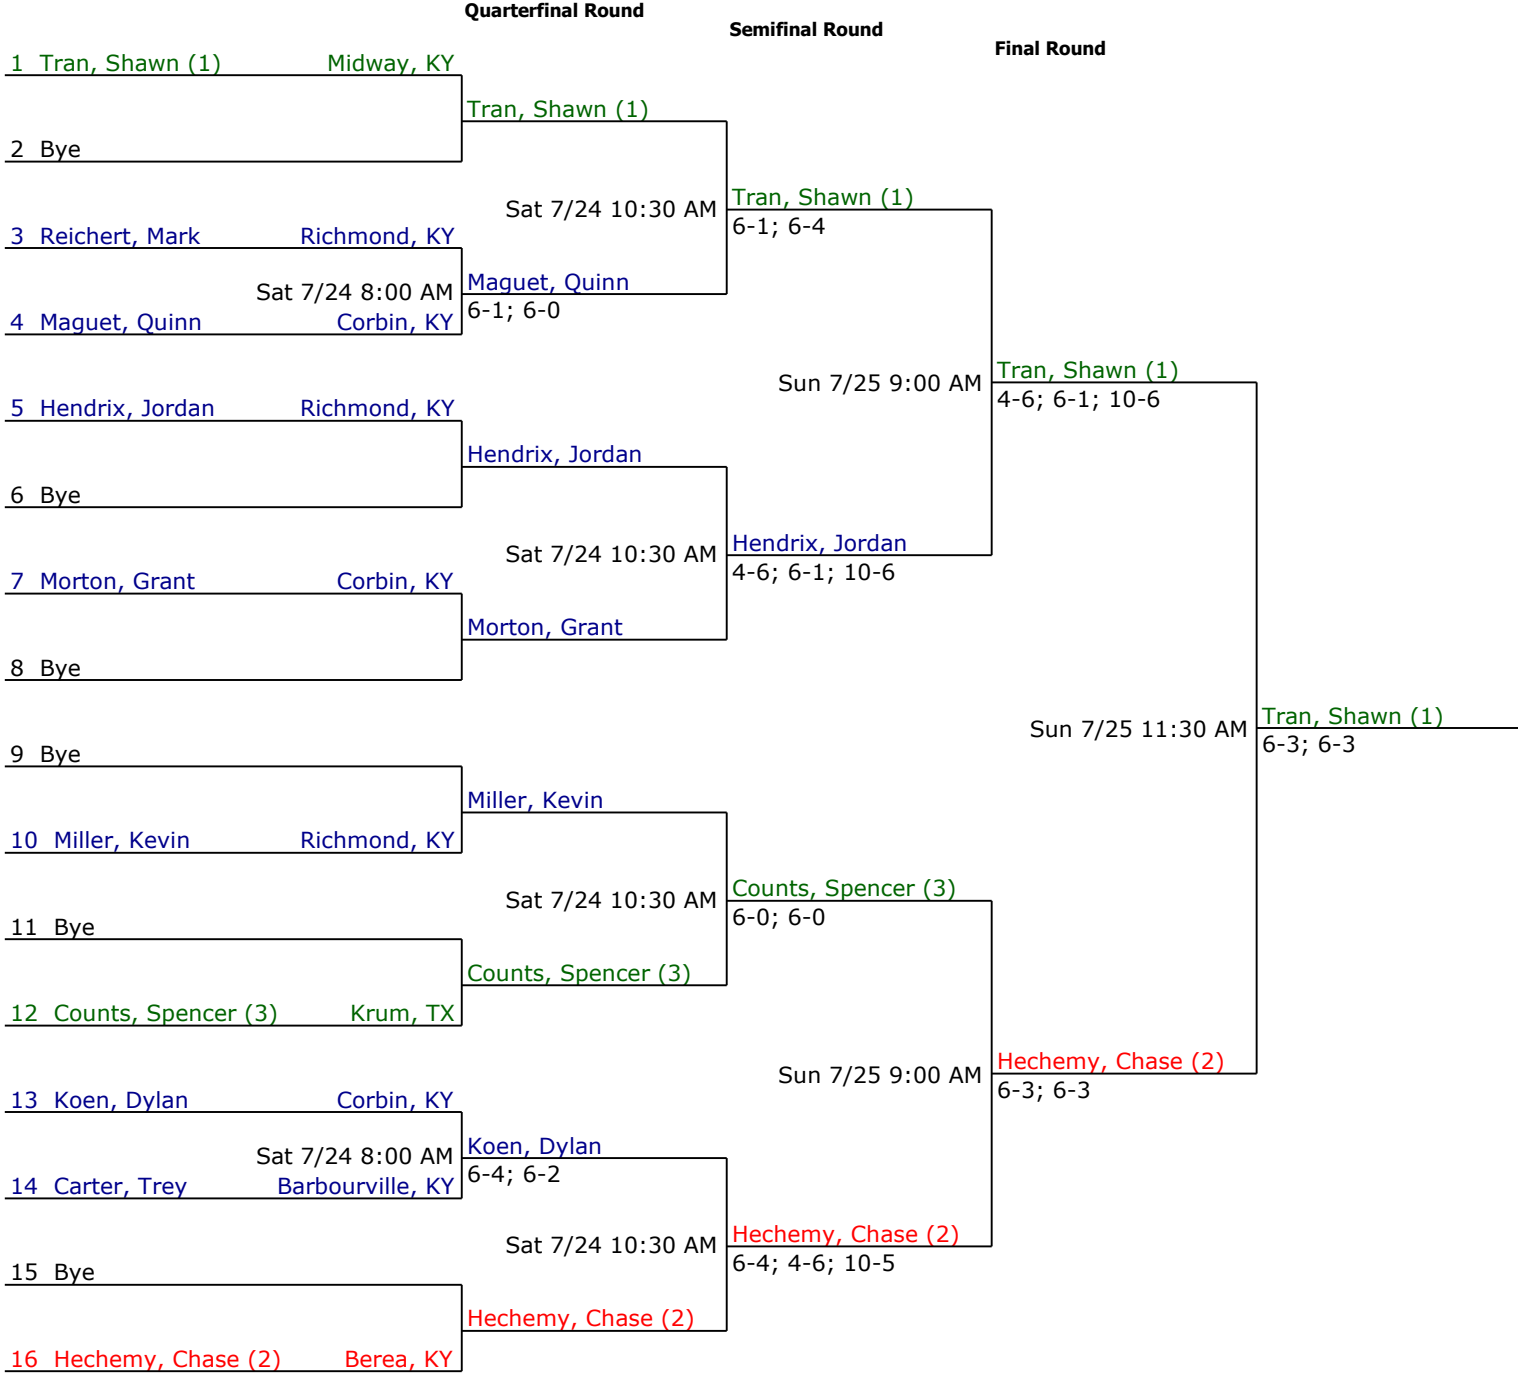 Quarterfinal Round
Semifinal Round
Final Round
1 Tran, Shawn (1) Midway, KY
Tran, Shawn (1)
2 Bye
Sat 7/24 10:30 AM Tran, Shawn (1)
6-1; 6-4
3 Reichert, Mark Richmond, KY
Sat 7/24 8:00 AM Maguet, Quinn
6-1; 6-0
4 Maguet, Quinn Corbin, KY
Sun 7/25 9:00 AM Tran, Shawn (1)
4-6; 6-1; 10-6
5 Hendrix, Jordan Richmond, KY
Hendrix, Jordan
6 Bye
Sat 7/24 10:30 AM Hendrix, Jordan
4-6; 6-1; 10-6
7 Morton, Grant Corbin, KY
Morton, Grant
8 Bye
Sun 7/25 11:30 AM Tran, Shawn (1)
6-3; 6-3
9 Bye
Miller, Kevin
10 Miller, Kevin Richmond, KY
Sat 7/24 10:30 AM Counts, Spencer (3)
6-0; 6-0
11 Bye
Counts, Spencer (3)
12 Counts, Spencer (3) Krum, TX
Sun 7/25 9:00 AM Hechemy, Chase (2)
6-3; 6-3
13 Koen, Dylan Corbin, KY
Sat 7/24 8:00 AM Koen, Dylan
6-4; 6-2
14 Carter, Trey Barbourville, KY
Sat 7/24 10:30 AM Hechemy, Chase (2)
6-4; 4-6; 10-5
15 Bye
Hechemy, Chase (2)
16 Hechemy, Chase (2) Berea, KY